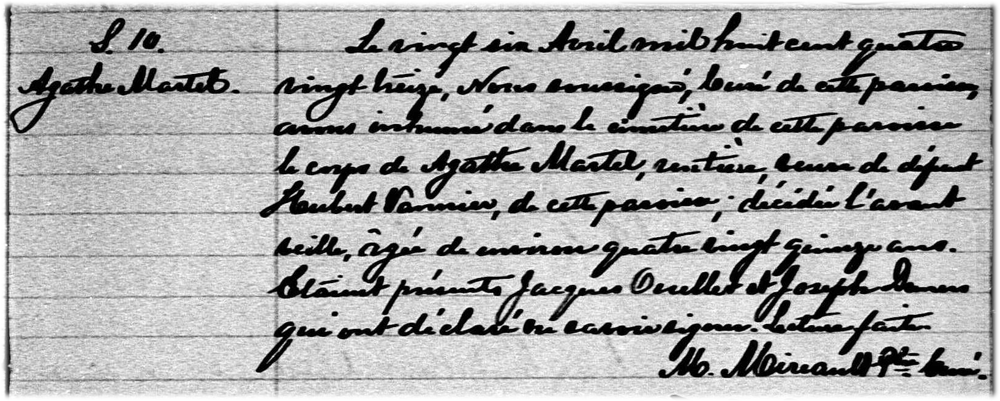 S. 10.
Agathe Martel.
Le vingt six Avril mil huit cent quatre
vingt treize, Nous soussigné, Curé de cette paroisse,
avons inhumé dans le cimetière de cette paroisse
le corps de Agathe Martel, rentière, veuve de défunt
Hubert Vannier, de cette paroisse, décédée l'avant
veille, âgée de environ quatre vingt quinze ans.
Etaient présents Jacques Ouellet et Joseph Demers
qui ont déclaré ne savoir signer. Lecture faite.
M. Mireault Ptre Curé.